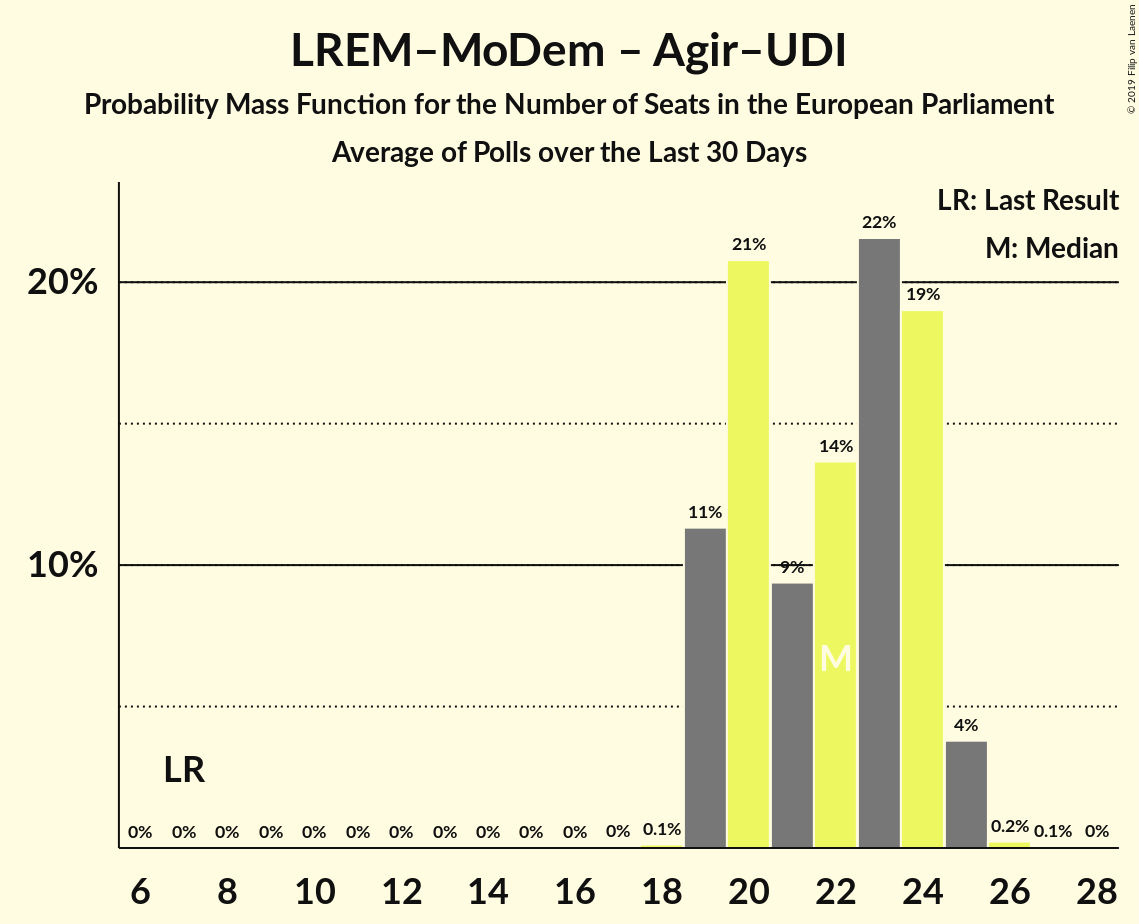 LREM–MoDem – Agir–UDI
Probability Mass Function for the Number of Seats in the European Parliament
Average of Polls over the Last 30 Days
© 2019 Filip van Laenen
LR: Last Result
M: Median
22%
21%
20%
19%
14%
11%
10%
9%
M
4%
LR
0% 0% 0% 0% 0% 0% 0% 0% 0% 0% 0% 0% 0.1% 0.2% 0.1% 0%
6 8 10 12 14 16 18 20 22 24 26 28